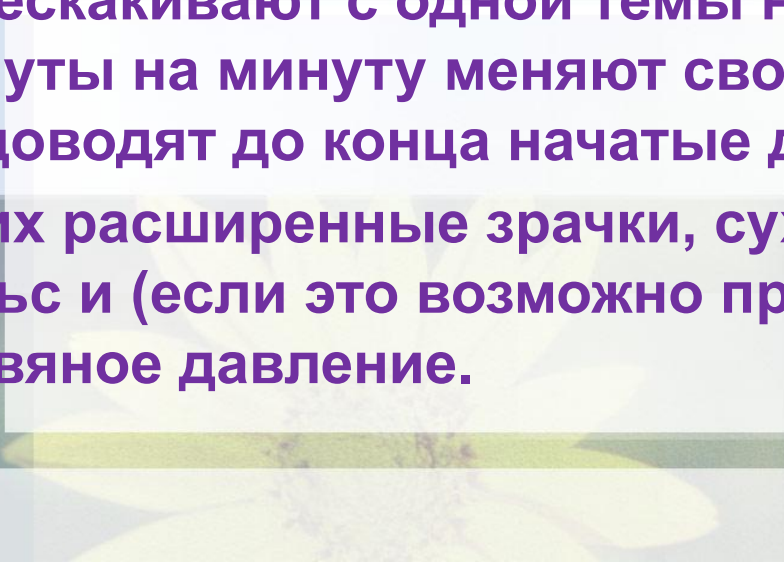 ескакивают с одной темы н
уты на минуту меняют сво
доводят до конца начатые д
их расширенные зрачки, сух
ьс и (если это возможно пр
вяное давление.